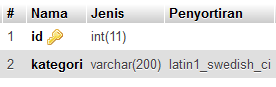 # Nama Jenis Penyortiran
1 id int(11)
2 kategori varchar(200) latin1_swedish_ci